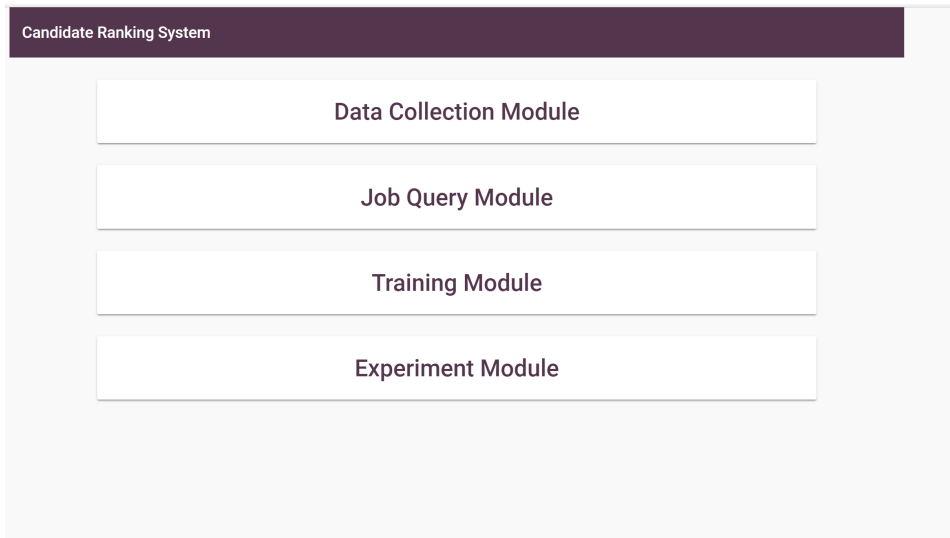 Candidate Ranking System
Data Collection Module
Job Query Module
Training Module
Experiment Module